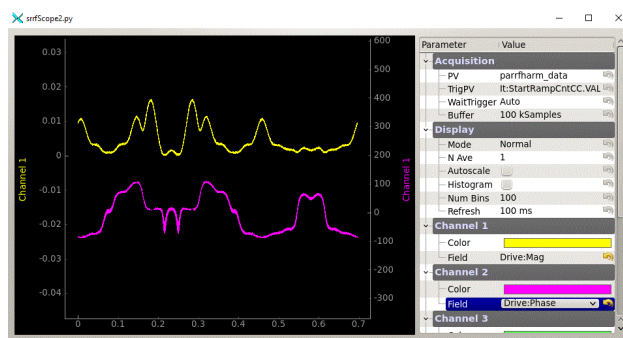 srrfScope2.py
0.03
0.02
0.01
0
-0.01
-0.02
-0.03
-0.04
Channel 1
600
500
400
300
200
100
0
-100
-200
-300
Channel 1
0 0.1 0.2 0.3 0.4 0.5 0.6 0.7
Parameter Value
Acquisition
PV parrfharm_data
TrigPV lt:StartRampCntCC.VAL
WaitTrigger Auto
Buffer 100 kSamples
Display
Mode Normal
N Ave 1
Autoscale
Histogram
Num Bins 100
Refresh 100 ms
Channel 1
Color
Field Drive:Mag
Channel 2
Color
Field Drive:Phase
Channel 3